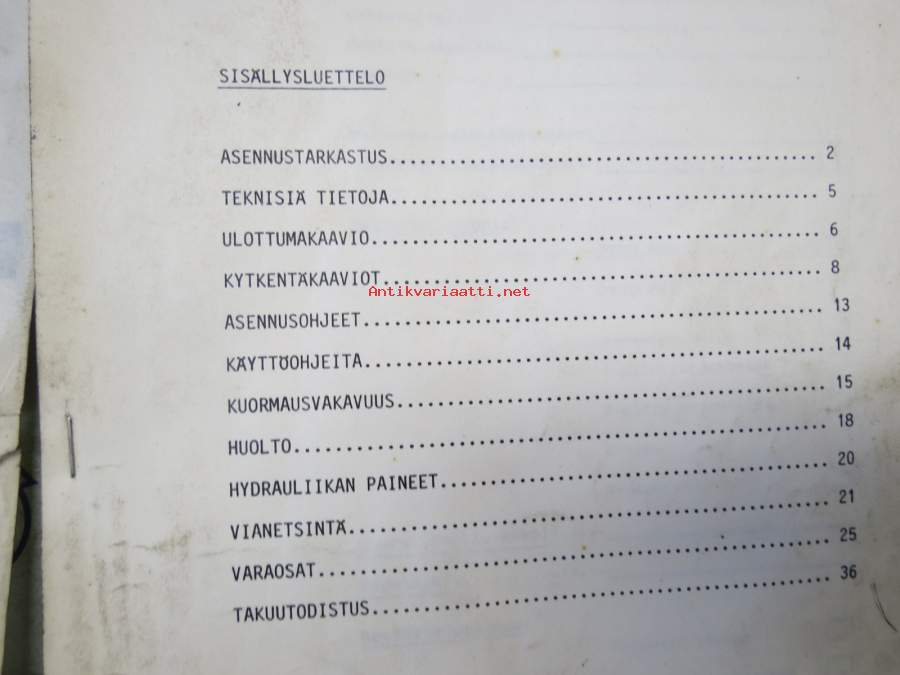 SISÄLLYSLUETTELO
ASENNUSTARKASTUS.......................................... 2
TEKNISIÄ TIETOJA.......................................... 5
ULOTTUMAKAAVIO............................................ 6
KYTKENTÄKAAVIOT........................................... 8
Antikvariaatti.net
ASENNUSOHJEET............................................. 13
KÄYTTÖOHJEITA............................................. 14
KUORMAUSVAKAVUUS.......................................... 15
HUOLTO.................................................... 18
HYDRAULIIKAN PAINEET...................................... 20
VIANETSINTÄ............................................... 21
VARAOSAT.................................................. 25
TAKUUTODISTUS............................................. 36